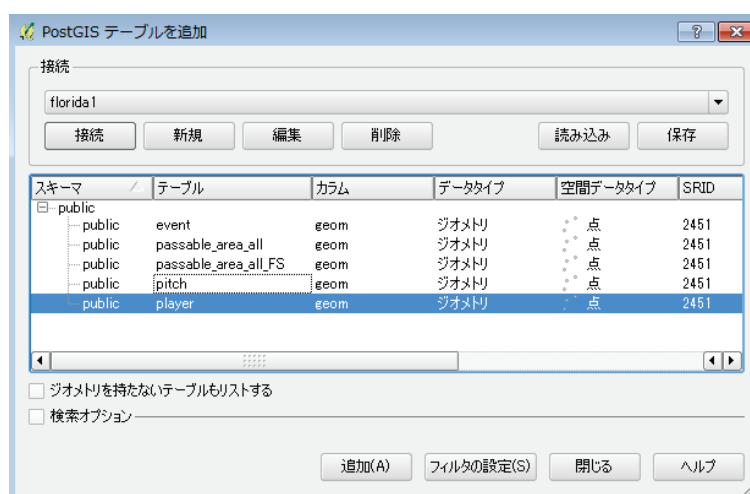 PostGIS テーブルを追加
接続
florida1
接続 新規 編集 削除 読み込み 保存
スキーマ テーブル カラム データタイプ 空間データタイプ SRID
public
public event geom ジオメトリ 点 2451
public passable_area_all geom ジオメトリ 点 2451
public passable_area_all_FS geom ジオメトリ 点 2451
public pitch geom ジオメトリ 点 2451
public player geom ジオメトリ 点 2451
ジオメトリを持たないテーブルもリストする
検索オプション
追加(A) フィルタの設定(S) 閉じる ヘルプ